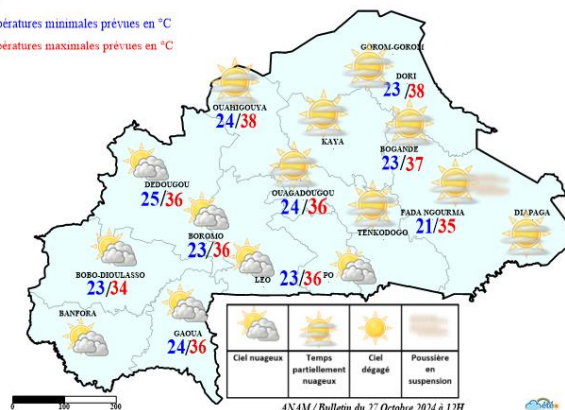 pératures minimales prévues en °C
pératures maximales prévues en °C
GOROM-GOROM
DORI
23/38
OUAHIGOUYA
24/38
KAYA
BOGANDE
23/37
DEDOUGOU
25/36
OUAGADOUGOU
24/36
FADA NGOURMA
21/35
DIAPAGA
BOROMO
23/36
TENKODOGO
BOBO-DIOULASSO
23/34
LEO
23/36
PO
BANFORA
GAOUA
24/36
Ciel nuageux
Temps partiellement nuageux
Ciel dégagé
Poussière en suspension
0 100 200
ANAM / Bulletin du 27 Octobre 2024 à 12H